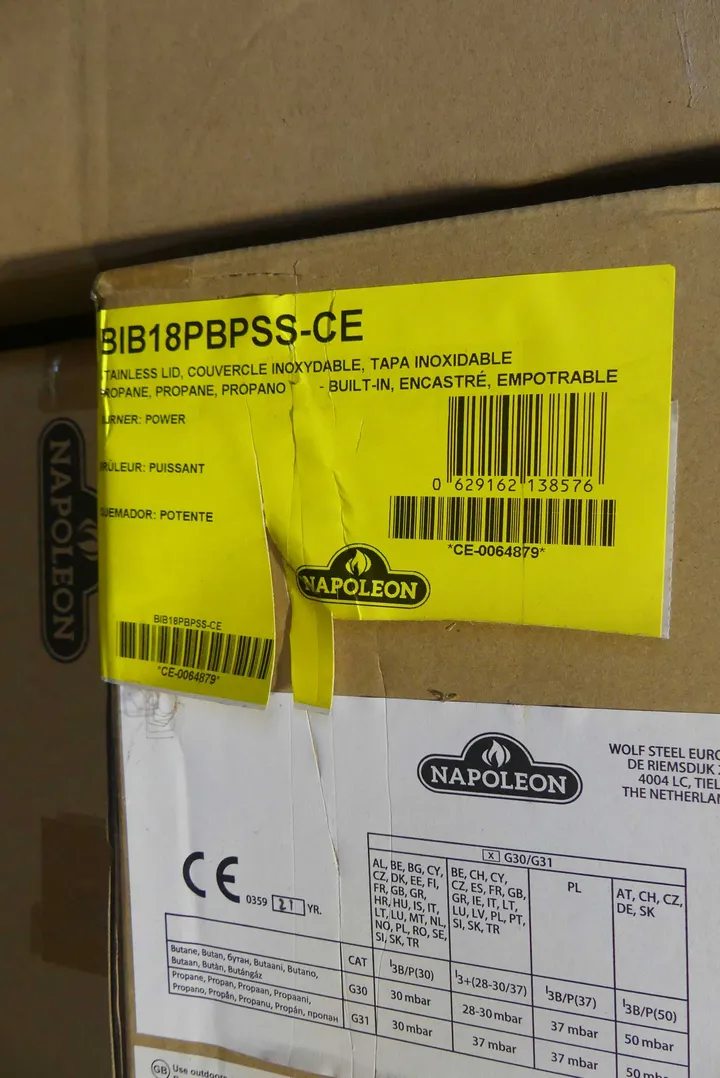 BIB18PBPSS-CE
TAINLESS LID, COUVERCLE INOXYDABLE, TAPA INOXIDABLE
ROPANE, PROPANE, PROPANO - BUILT-IN, ENCASTRÉ, EMPOTRABLE
URNER: POWER
RÛLEUR: PUISSANT
UEMADOR: POTENTE
0 629162 138576
*CE-0064879*
NAPOLEON
BIB18PBPSS-CE
*CE-0064879*
NAPOLEON
NAPOLEON
WOLF STEEL EURO
DE RIEMSDIJK
4004 LC, TIEL
THE NETHERLAN
CE 0359 21 YR.
X G30/G31
AL, BE, BG, CY,
CZ, DK, EE, FI,
FR, GB, GR,
HR, HU, IS, IT,
LT, LU, MT, NL,
NO, PL, RO, SE,
SI, SK, TR
BE, CH, CY,
CZ, ES, FR, GB,
GR, IE, IT, LT,
LU, LV, PL, PT,
SI, SK, TR
PL
AT, CH, CZ,
DE, SK
CAT I3B/P(30) I3+(28-30/37) I3B/P(37) I3B/P(50)
Butane, Butan, бутан, Butaani, Butano,
Butaan, Butàn, Butángáz
G30 30 mbar 28-30 mbar 37 mbar 50 mbar
Propane, Propan, Propaan, Propaani,
Propano, Propån, Propanu, Propán, пропан
G31 30 mbar 37 mbar 37 mbar 50 mbar
GB Use outdoor